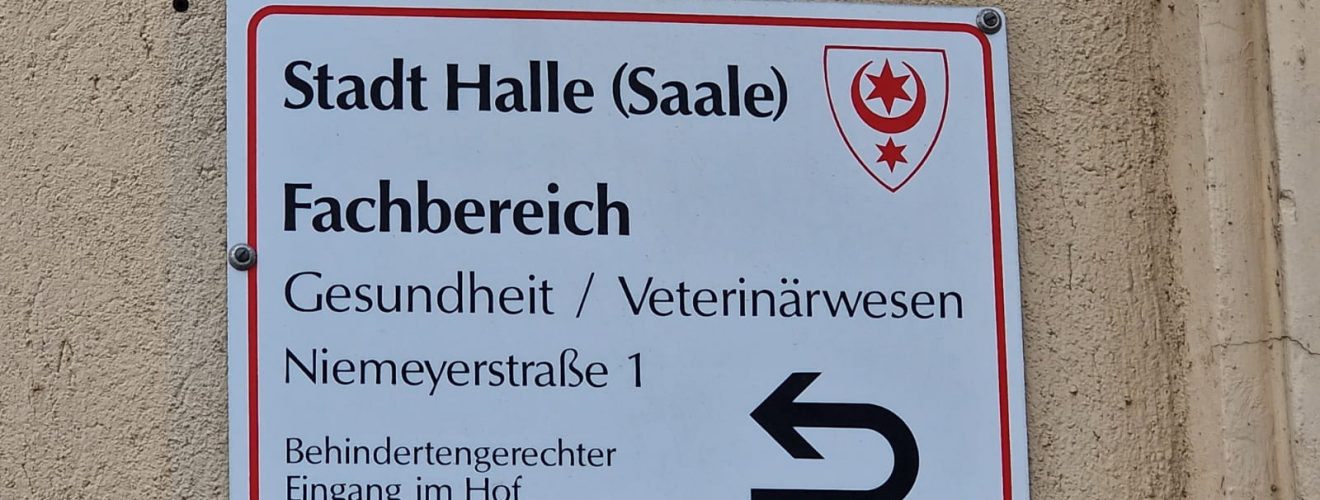 Stadt Halle (Saale)
Fachbereich
Gesundheit / Veterinärwesen
Niemeyerstraße 1
Behindertengerechter
Eingang im Hof